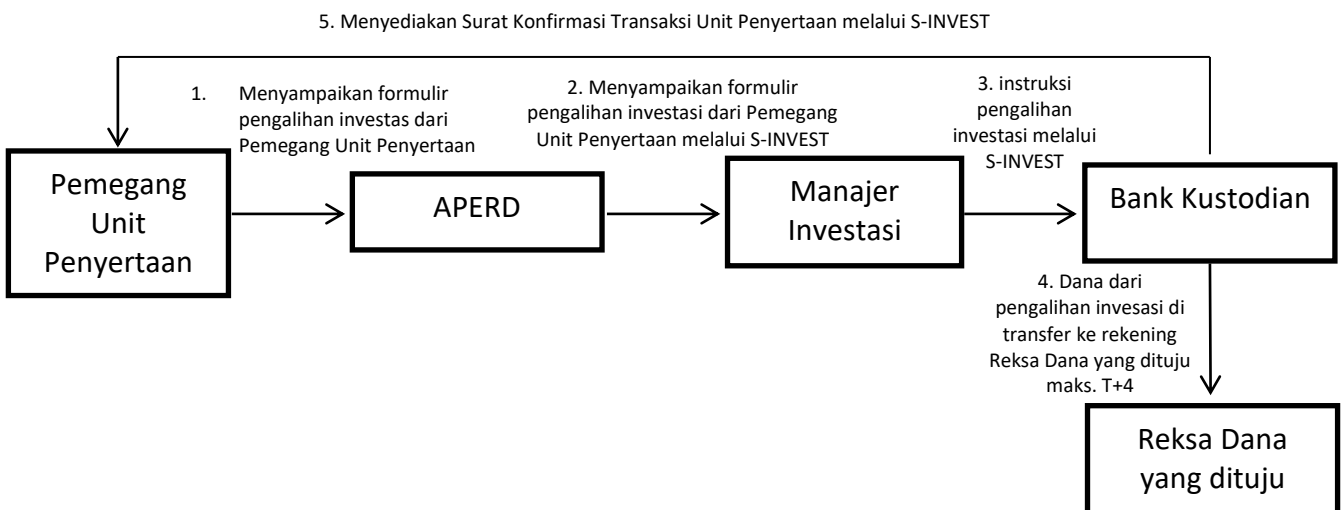 5. Menyediakan Surat Konfirmasi Transaksi Unit Penyertaan melalui S-INVEST
1. Menyampaikan formulir
pengalihan investas dari
Pemegang Unit Penyertaan
2. Menyampaikan formulir
pengalihan investasi dari Pemegang
Unit Penyertaan melalui S-INVEST
3. instruksi
pengalihan
investasi melalui
S-INVEST
Pemegang
Unit
Penyertaan
APERD
Manajer
Investasi
Bank Kustodian
4. Dana dari
pengalihan invesasi di
transfer ke rekening
Reksa Dana yang dituju
maks. T+4
Reksa Dana
yang dituju